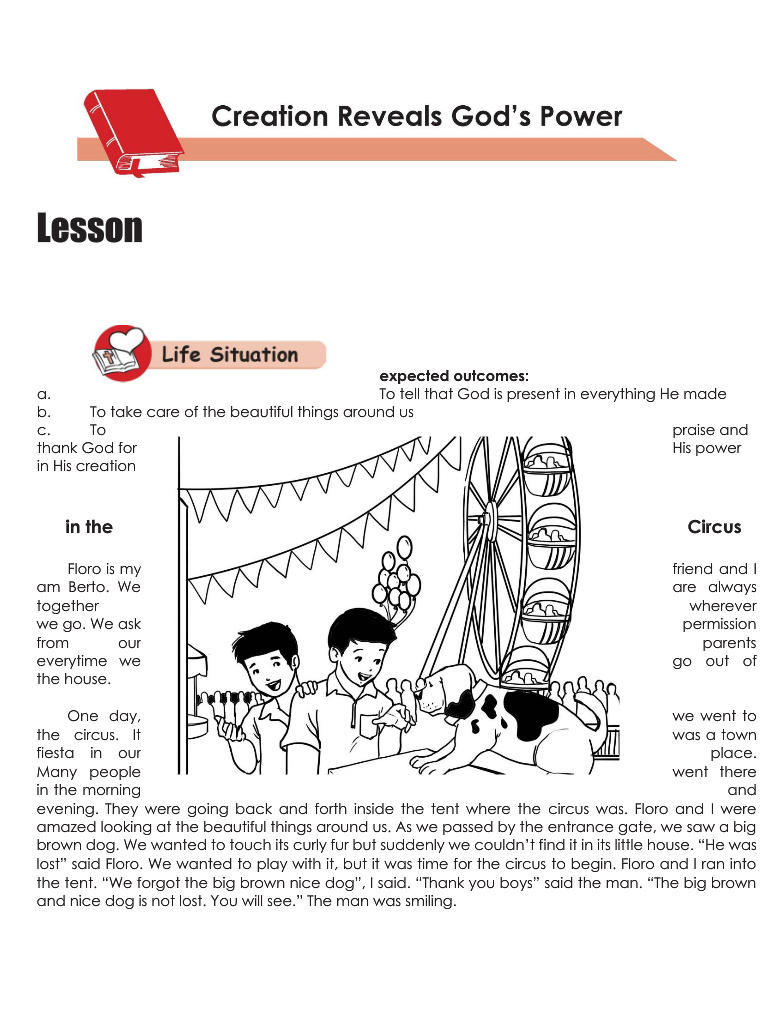 Creation Reveals God's Power
Lesson
Life Situation
expected outcomes:
a. To tell that God is present in everything He made
b. To take care of the beautiful things around us
c. To praise and
thank God for His power
in His creation
in the Circus
Floro is my friend and I
am Berto. We are always
together wherever
we go. We ask permission
from our parents
everytime we go out of
the house.
One day, we went to
the circus. It was a town
fiesta in our place.
Many people went there
in the morning and
evening. They were going back and forth inside the tent where the circus was. Floro and I were
amazed looking at the beautiful things around us. As we passed by the entrance gate, we saw a big
brown dog. We wanted to touch its curly fur but suddenly we couldn't find it in its little house. "He was
lost" said Floro. We wanted to play with it, but it was time for the circus to begin. Floro and I ran into
the tent. "We forgot the big brown nice dog", I said. "Thank you boys" said the man. "The big brown
and nice dog is not lost. You will see." The man was smiling.